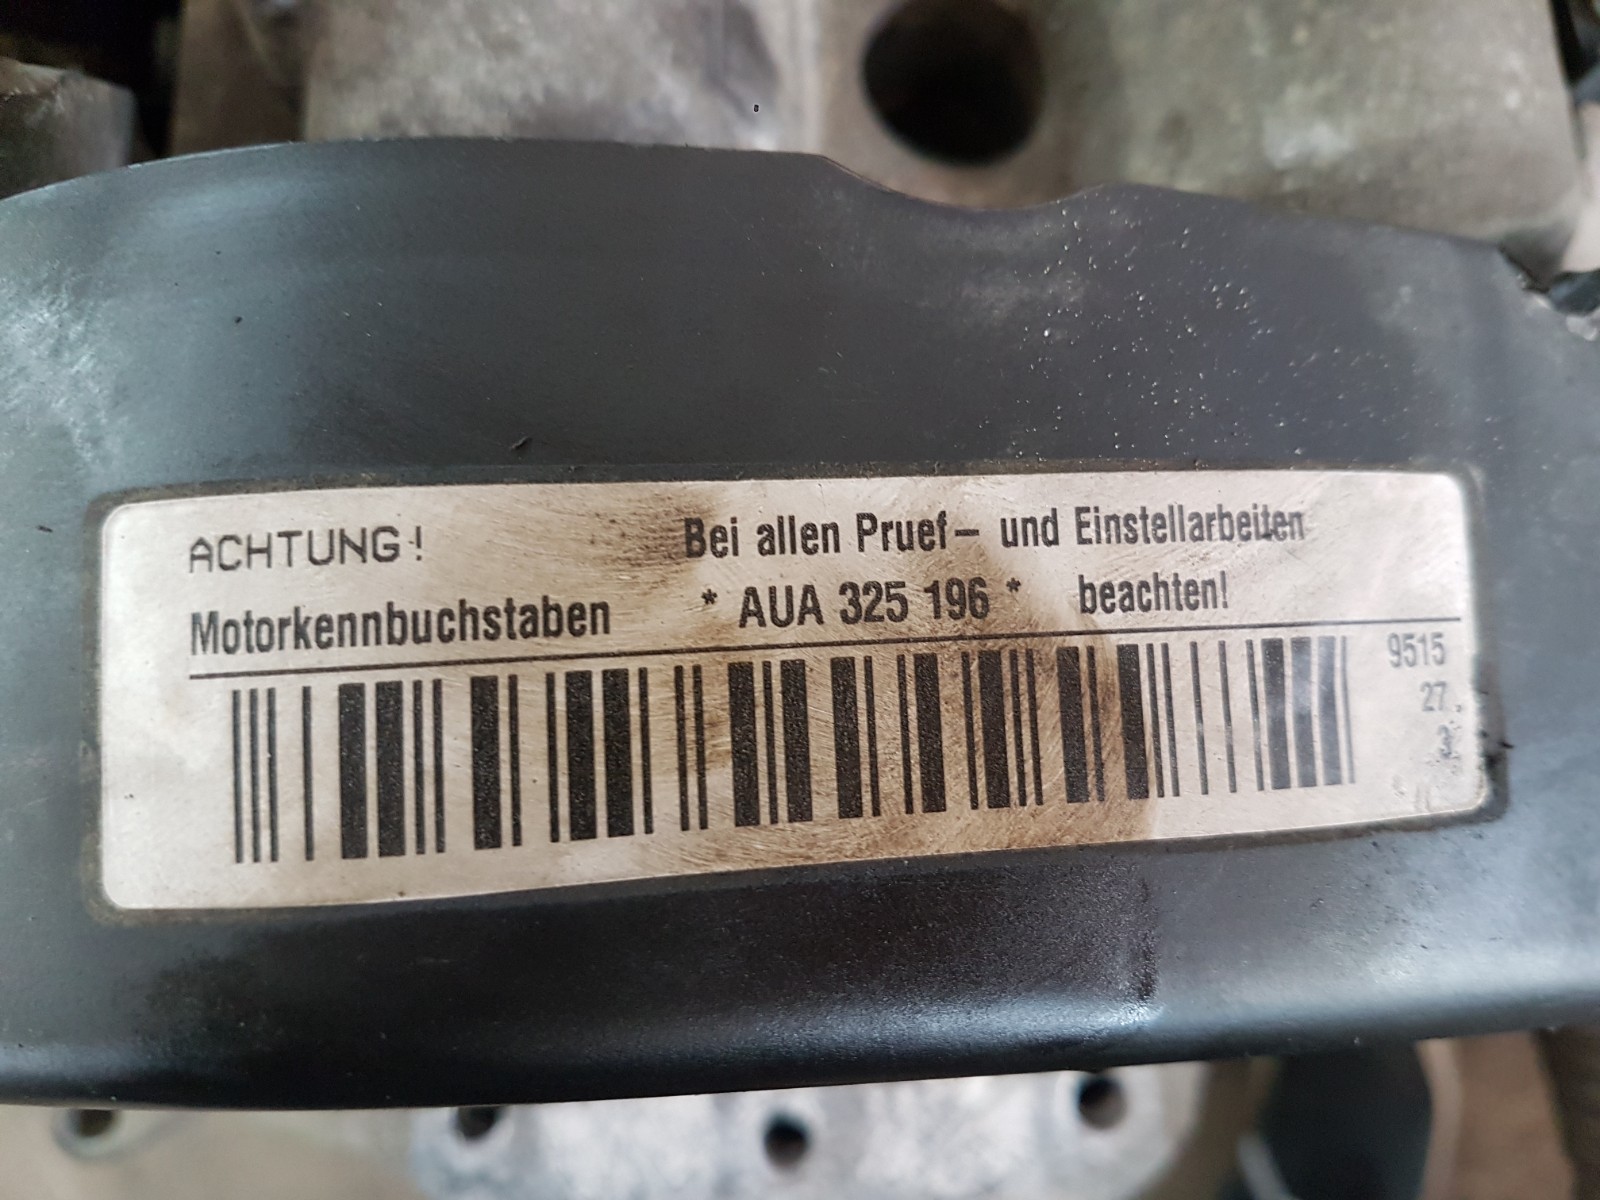 ACHTUNG! Bei allen Pruef- und Einstellarbeiten
Motorkennbuchstaben * AUA 325 196 * beachten!
9515
27.